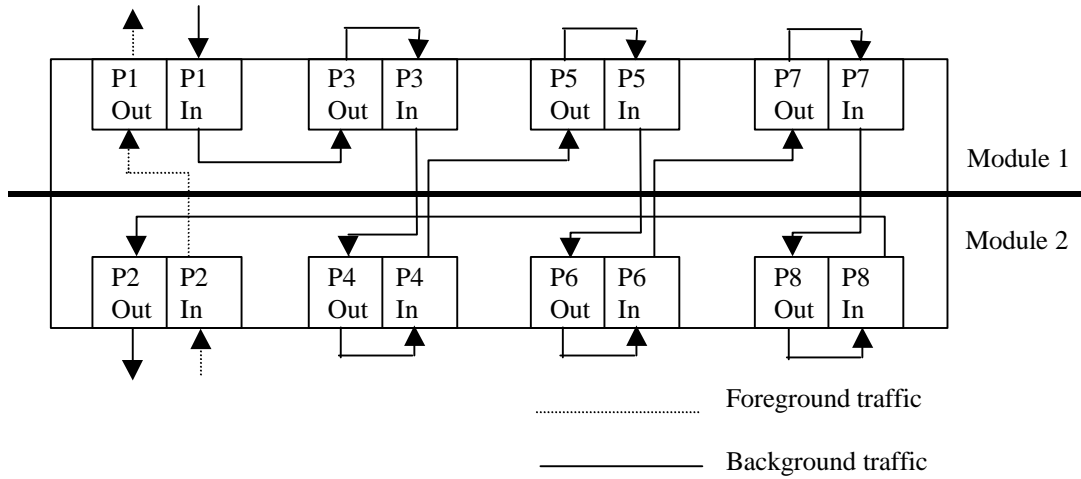 P1 Out
P1 In
P3 Out
P3 In
P5 Out
P5 In
P7 Out
P7 In
Module 1
Module 2
P2 Out
P2 In
P4 Out
P4 In
P6 Out
P6 In
P8 Out
P8 In
Foreground traffic
Background traffic